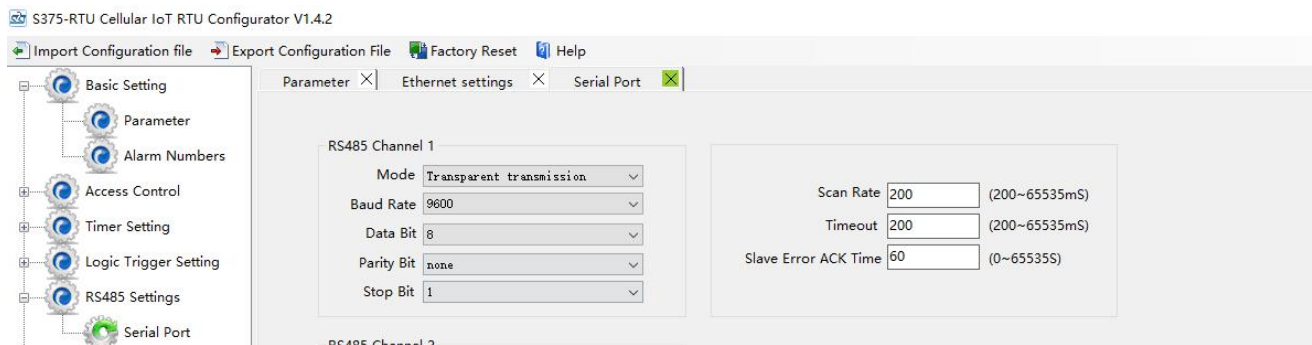 S375-RTU Cellular IoT RTU Configurator V1.4.2
Import Configuration file Export Configuration File Factory Reset Help
Basic Setting
Parameter
Alarm Numbers
Access Control
Timer Setting
Logic Trigger Setting
RS485 Settings
Serial Port
Parameter Ethernet settings Serial Port
RS485 Channel 1
Mode Transparent transmission
Baud Rate 9600
Data Bit 8
Parity Bit none
Stop Bit 1
Scan Rate 200 (200~65535mS)
Timeout 200 (200~65535mS)
Slave Error ACK Time 60 (0~65535S)
RS485 Channel 2